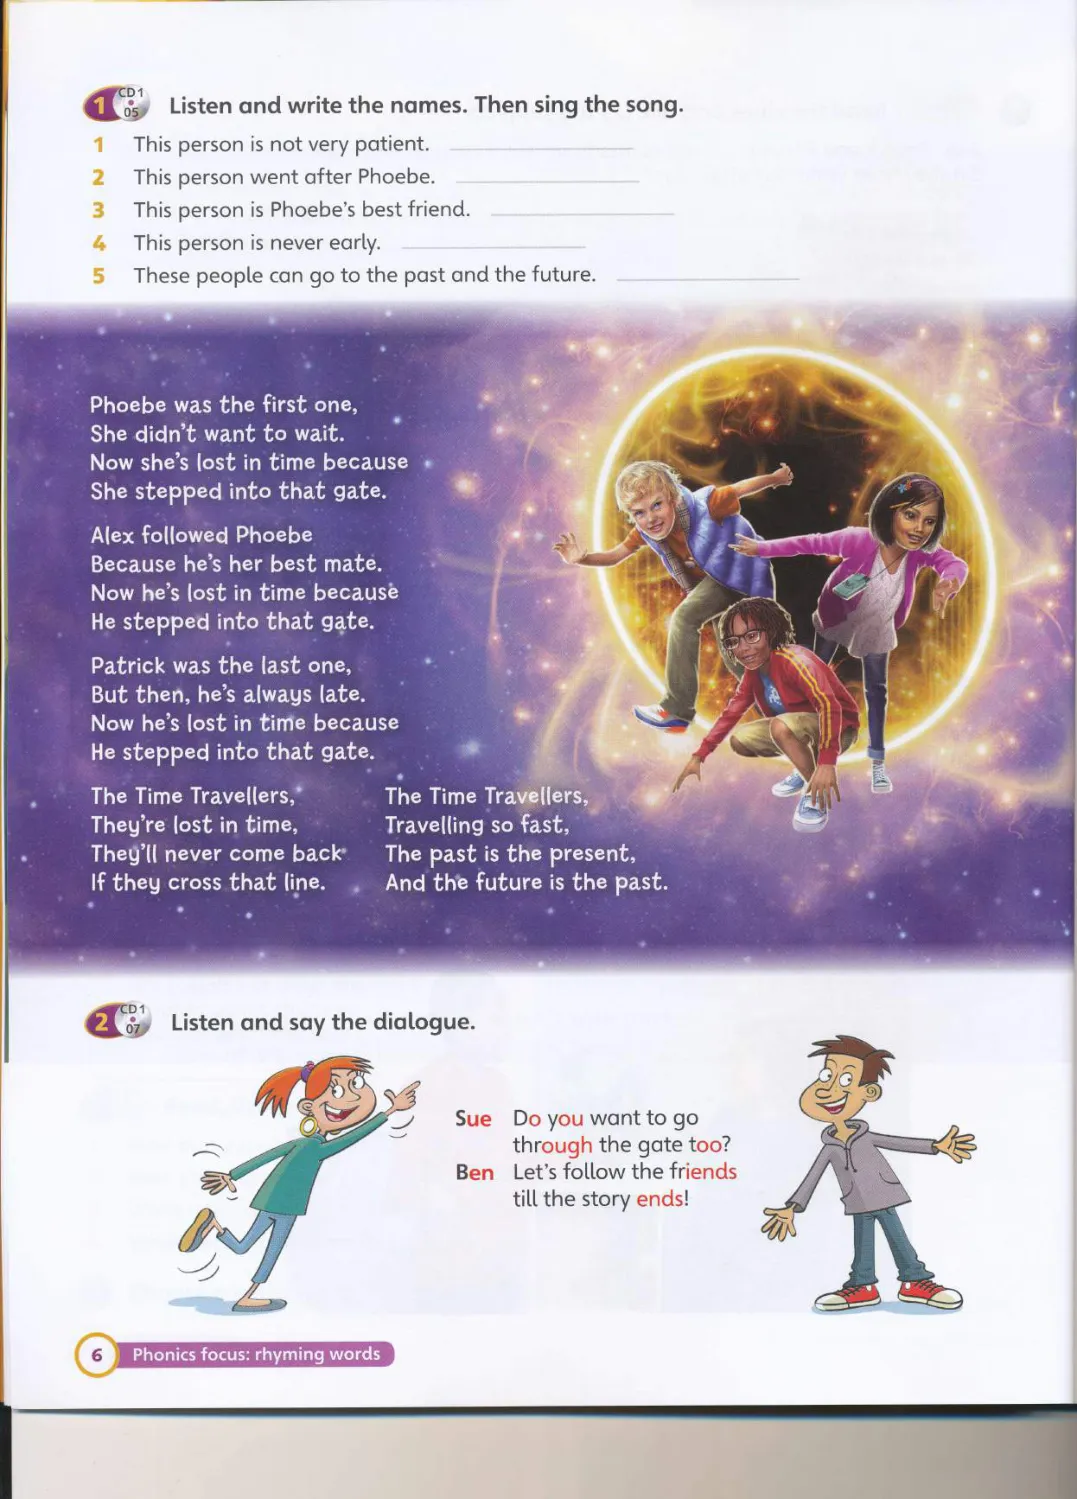 1 CD1 05 Listen and write the names. Then sing the song.
1 This person is not very patient.
2 This person went after Phoebe.
3 This person is Phoebe's best friend.
4 This person is never early.
5 These people can go to the past and the future.
Phoebe was the first one,
She didn't want to wait.
Now she's lost in time because
She stepped into that gate.
Alex followed Phoebe
Because he's her best mate.
Now he's lost in time because
He stepped into that gate.
Patrick was the last one,
But then, he's always late.
Now he's lost in time because
He stepped into that gate.
The Time Travellers,
They're lost in time,
They'll never come back
If they cross that line.
The Time Travellers,
Travelling so fast,
The past is the present,
And the future is the past.
2 CD1 07 Listen and say the dialogue.
Sue Do you want to go
through the gate too?
Ben Let's follow the friends
till the story ends!
6 Phonics focus: rhyming words